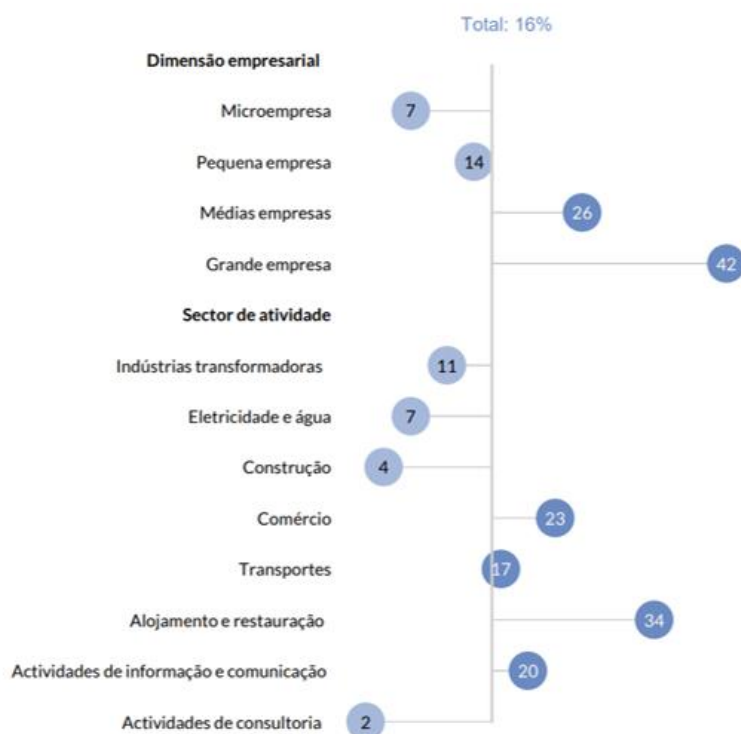 Total: 16%
Dimensão empresarial
Microempresa 7
Pequena empresa 14
Médias empresas 26
Grande empresa 42
Sector de atividade
Indústrias transformadoras 11
Eletricidade e água 7
Construção 4
Comércio 23
Transportes 17
Alojamento e restauração 34
Actividades de informação e comunicação 20
Actividades de consultoria 2